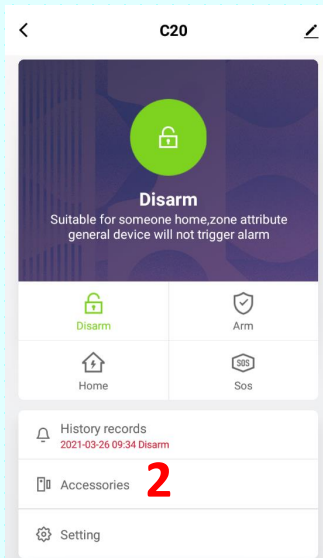 C20
Disarm
Suitable for someone home,zone attribute
general device will not trigger alarm
Disarm
Arm
Home
SOS
Sos
History records
2021-03-26 09:34 Disarm
Accessories 2
Setting